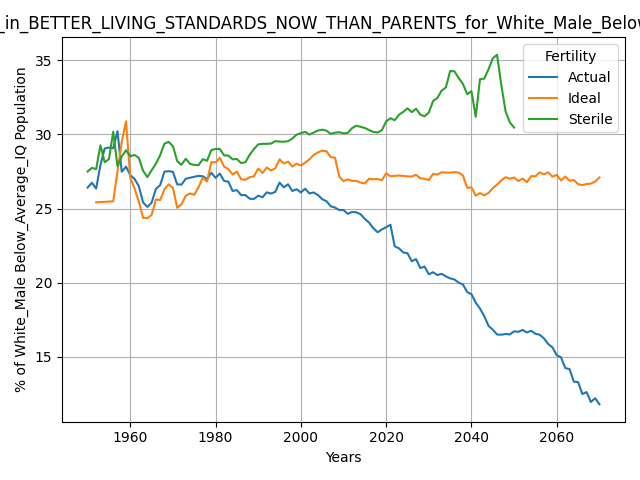 _in_BETTER_LIVING_STANDARDS_NOW_THAN_PARENTS_for_White_Male_Below
Fertility
Actual
Ideal
Sterile
% of White_Male Below_Average_IQ Population
35
30
25
20
15
1960
1980
2000
2020
2040
2060
Years